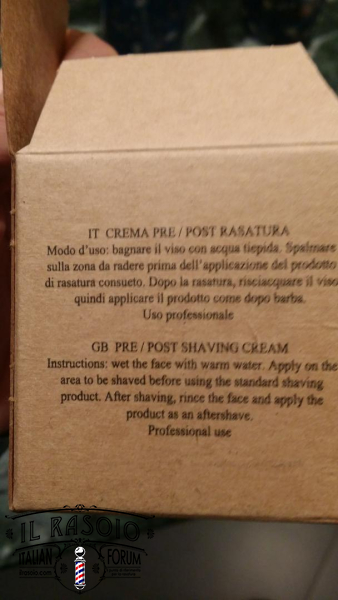 IT CREMA PRE / POST RASATURA
Modo d'uso: bagnare il viso con acqua tiepida. Spalmare
sulla zona da radere prima dell'applicazione del prodotto
di rasatura consueto. Dopo la rasatura, risciacquare il viso
quindi applicare il prodotto come dopo barba.
Uso professionale
GB PRE / POST SHAVING CREAM
Instructions: wet the face with warm water. Apply on the
area to be shaved before using the standard shaving
product. After shaving, rince the face and apply the
product as an aftershave.
Professional use
IL RASOIO
ITALIAN FORUM